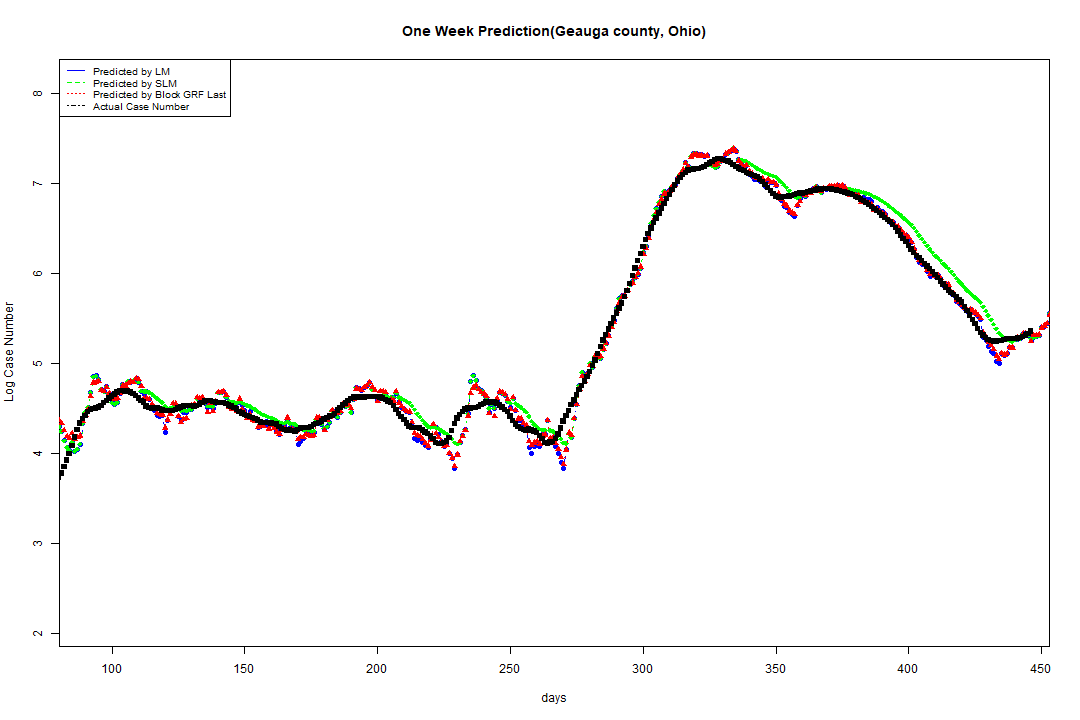 One Week Prediction(Geauga county, Ohio)
Predicted by LM
Predicted by SLM
Predicted by Block GRF Last
Actual Case Number
8
7
6
5
4
3
2
Log Case Number
100 150 200 250 300 350 400 450
days